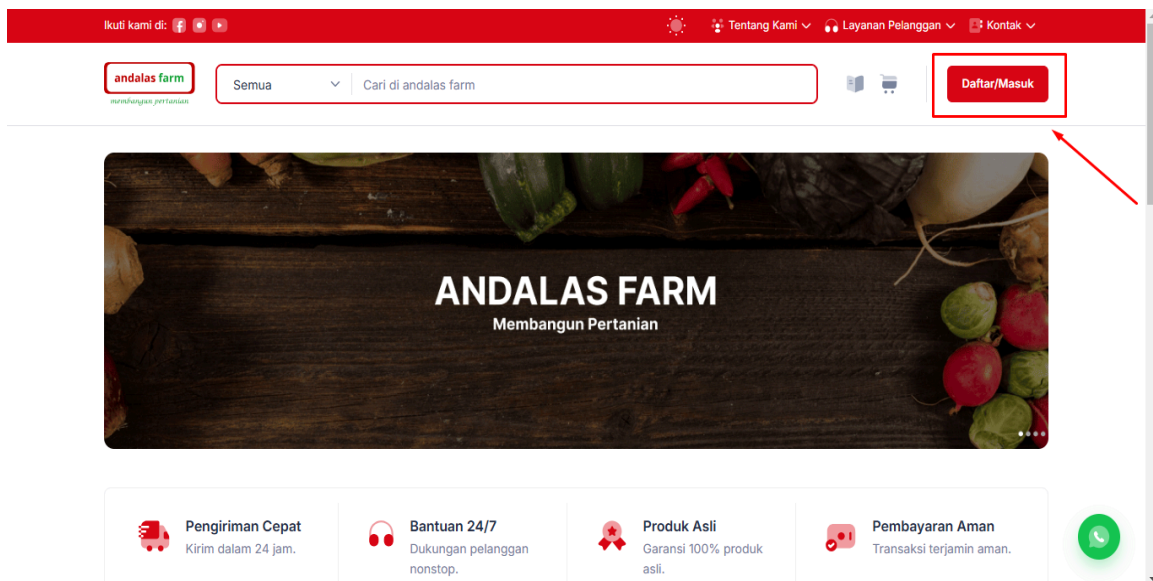 Ikuti kami di:
Tentang Kami
Layanan Pelanggan
Kontak
andalas farm
membangun pertanian
Semua
Cari di andalas farm
Daftar/Masuk
ANDALAS FARM
Membangun Pertanian
Pengiriman Cepat
Kirim dalam 24 jam.
Bantuan 24/7
Dukungan pelanggan
nonstop.
Produk Asli
Garansi 100% produk
asli.
Pembayaran Aman
Transaksi terjamin aman.